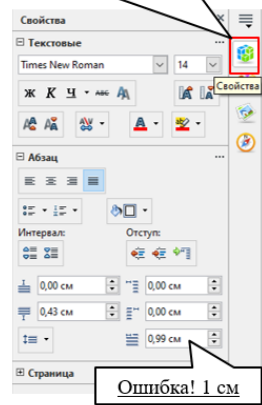 Свойства
Текстовые
Times New Roman 14
Свойства
Ж К Ч АБС
Абзац
Интервал: Отступ:
0,00 см 0,00 см
0,43 см 0,00 см
0,99 см
Страница
Ошибка! 1 см